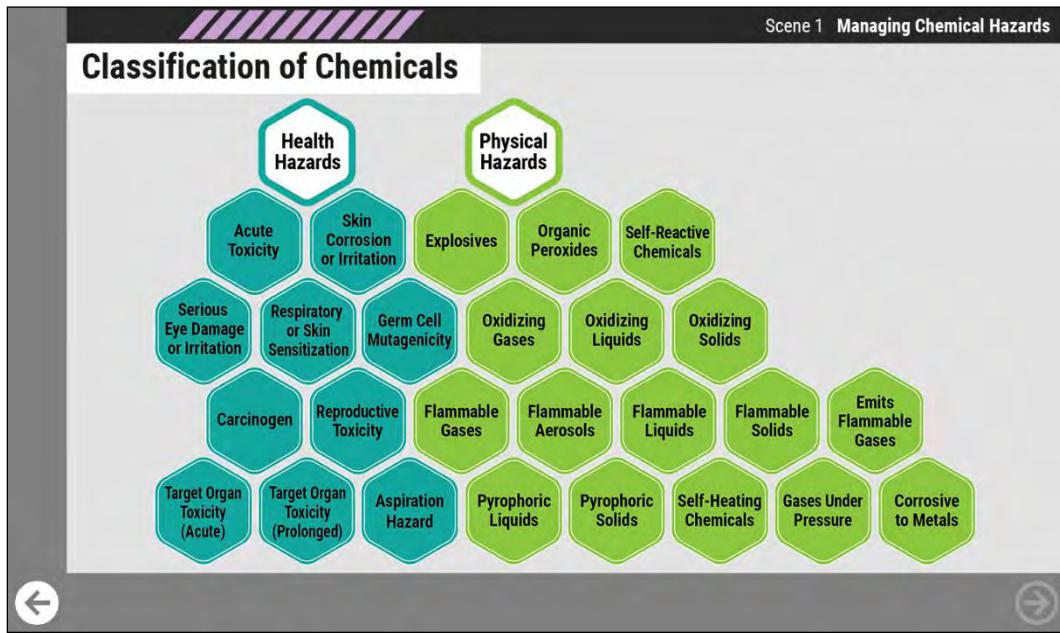 Scene 1 Managing Chemical Hazards
Classification of Chemicals
Health
Hazards
Physical
Hazards
Acute
Toxicity
Skin
Corrosion
or Irritation
Explosives
Organic
Peroxides
Self-Reactive
Chemicals
Serious
Eye Damage
or Irritation
Respiratory
or Skin
Sensitization
Germ Cell
Mutagenicity
Oxidizing
Gases
Oxidizing
Liquids
Oxidizing
Solids
Carcinogen
Reproductive
Toxicity
Flammable
Gases
Flammable
Aerosols
Flammable
Liquids
Flammable
Solids
Emits
Flammable
Gases
Target Organ
Toxicity
(Acute)
Target Organ
Toxicity
(Prolonged)
Aspiration
Hazard
Pyrophoric
Liquids
Pyrophoric
Solids
Self-Heating
Chemicals
Gases Under
Pressure
Corrosive
to Metals